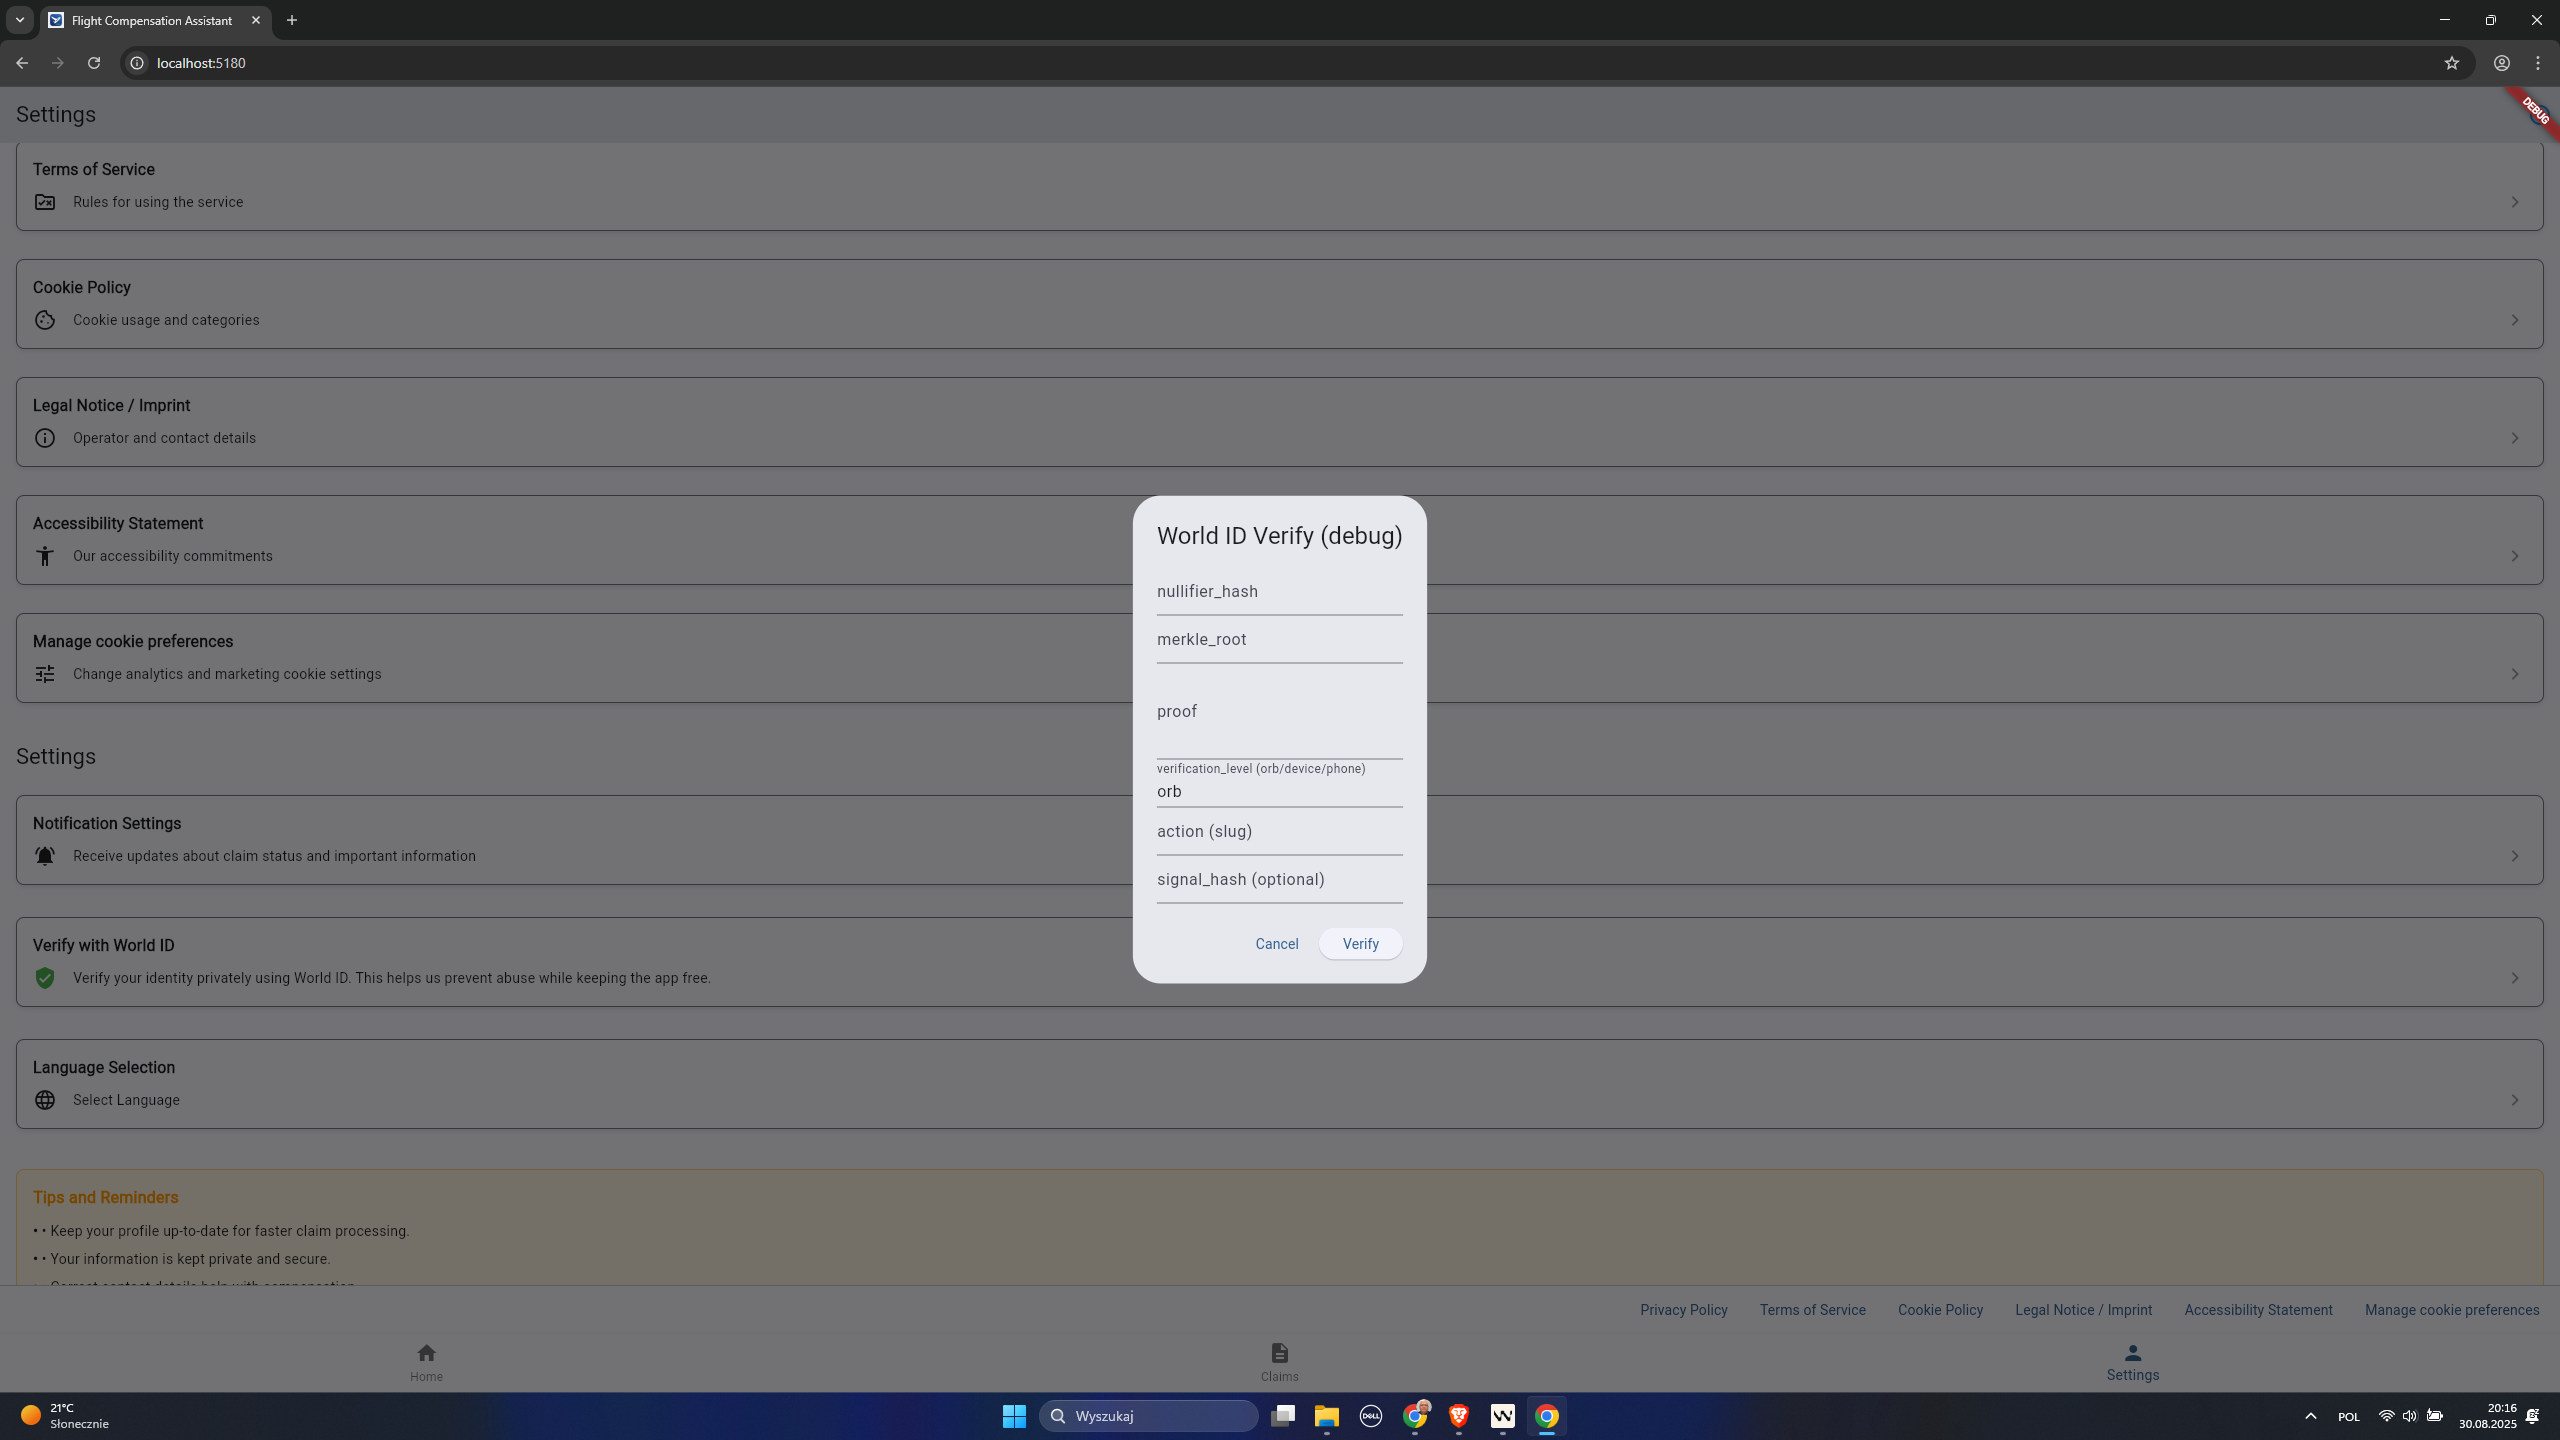 Flight Compensation Assistant
localhost:5180
Settings
DEBUG
Terms of Service
Rules for using the service
Cookie Policy
Cookie usage and categories
Legal Notice / Imprint
Operator and contact details
Accessibility Statement
Our accessibility commitments
Manage cookie preferences
Change analytics and marketing cookie settings
Settings
Notification Settings
Receive updates about claim status and important information
Verify with World ID
Verify your identity privately using World ID. This helps us prevent abuse while keeping the app free.
Language Selection
Select Language
Tips and Reminders
• • Keep your profile up-to-date for faster claim processing.
• • Your information is kept private and secure.
World ID Verify (debug)
nullifier_hash
merkle_root
proof
verification_level (orb/device/phone)
orb
action (slug)
signal_hash (optional)
Cancel Verify
Privacy Policy Terms of Service Cookie Policy Legal Notice / Imprint Accessibility Statement Manage cookie preferences
Home Claims Settings
21°C
Słonecznie
Wyszukaj
DELL
POL
20:16
30.08.2025